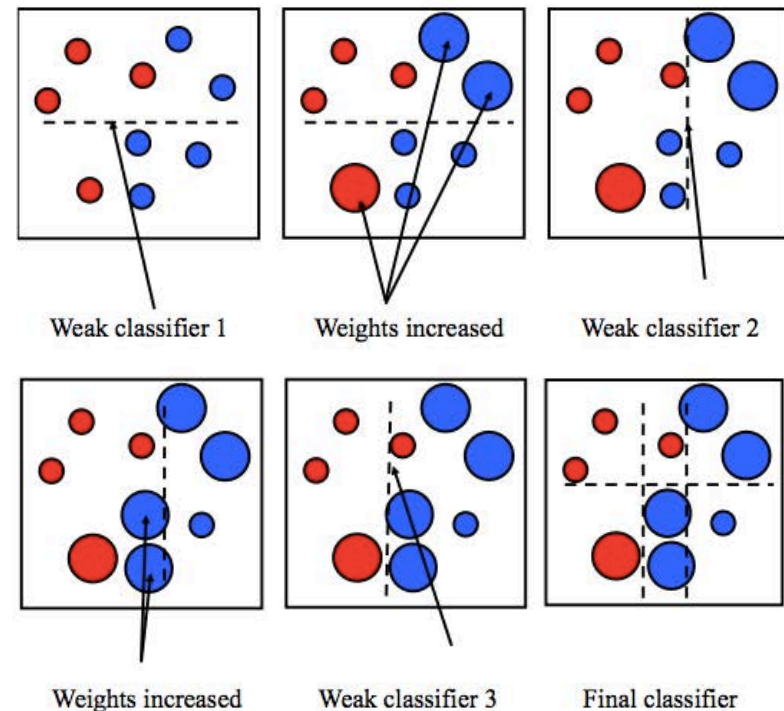 Weak classifier 1
Weights increased
Weak classifier 2
Weights increased
Weak classifier 3
Final classifier